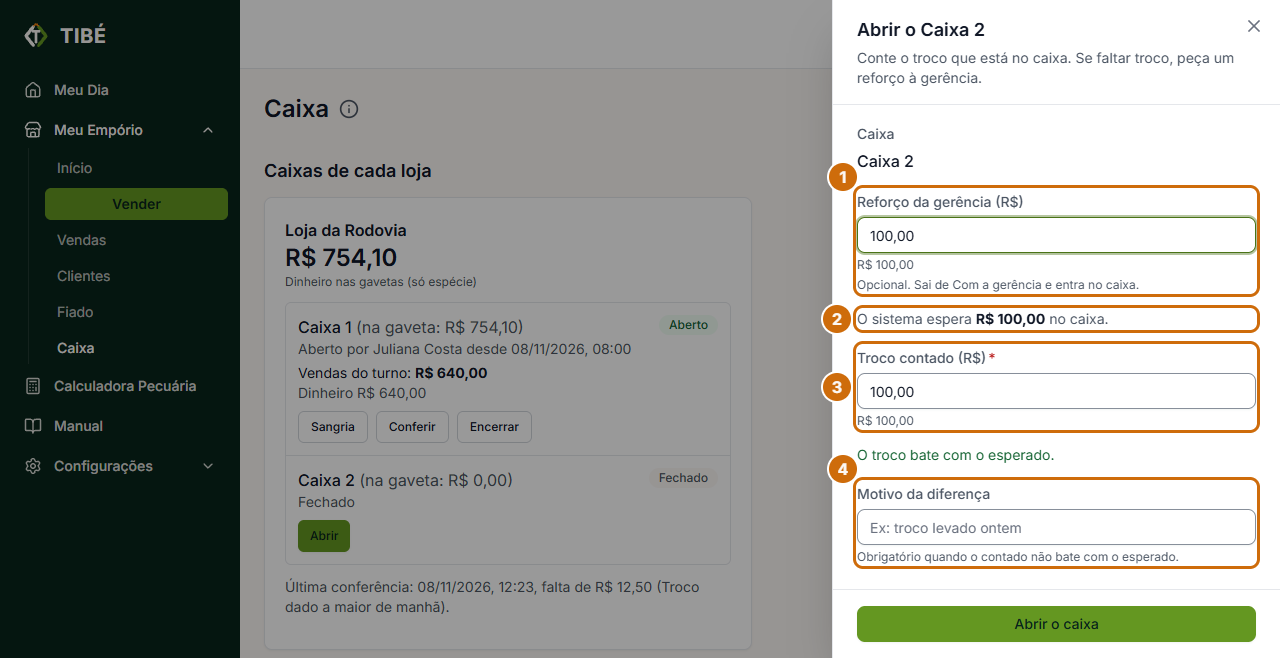 TIBÉ
Meu Dia
Meu Empório
Início
Vender
Vendas
Clientes
Fiado
Caixa
Calculadora Pecuária
Manual
Configurações
Caixa
Caixas de cada loja
Loja da Rodovia
R$ 754,10
Dinheiro nas gavetas (só espécie)
Caixa 1 (na gaveta: R$ 754,10)
Aberto
Aberto por Juliana Costa desde 08/11/2026, 08:00
Vendas do turno: R$ 640,00
Dinheiro R$ 640,00
Sangria
Conferir
Encerrar
Caixa 2 (na gaveta: R$ 0,00)
Fechado
Fechado
Abrir
Última conferência: 08/11/2026, 12:23, falta de R$ 12,50 (Troco
dado a maior de manhã).
Abrir o Caixa 2
Conte o troco que está no caixa. Se faltar troco, peça um
reforço à gerência.
Caixa
Caixa 2
1
Reforço da gerência (R$)
100,00
R$ 100,00
Opcional. Sai de Com a gerência e entra no caixa.
2
O sistema espera R$ 100,00 no caixa.
3
Troco contado (R$) *
100,00
R$ 100,00
O troco bate com o esperado.
4
Motivo da diferença
Ex: troco levado ontem
Obrigatório quando o contado não bate com o esperado.
Abrir o caixa